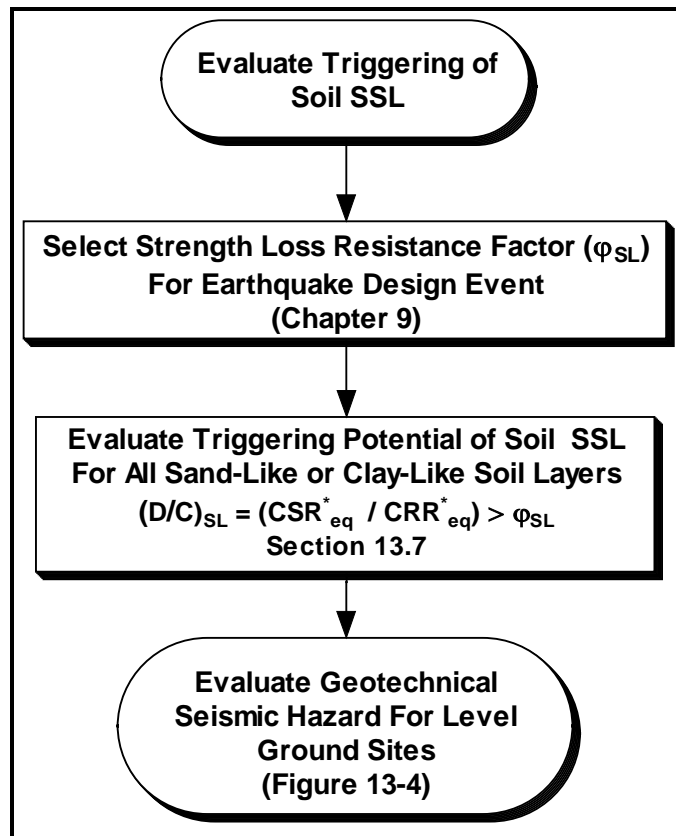 Evaluate Triggering of
Soil SSL
Select Strength Loss Resistance Factor (φSL)
For Earthquake Design Event
(Chapter 9)
Evaluate Triggering Potential of Soil SSL
For All Sand-Like or Clay-Like Soil Layers
(D/C)SL = (CSR*eq / CRR*eq) > φSL
Section 13.7
Evaluate Geotechnical
Seismic Hazard For Level
Ground Sites
(Figure 13-4)